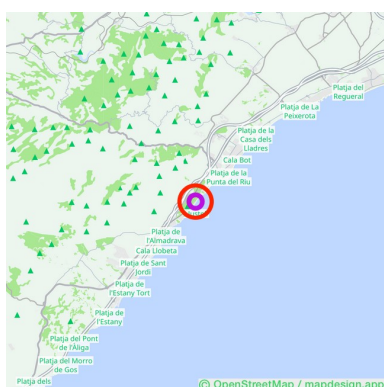 Platja del
Regueral
Platja de La
Peixerota
Platja de la
Casa dels
Lladres
Cala Bot
Platja de la
Punta del Riu
Platja de
l'Almadrava
Cala Llobeta
Platja de Sant
Jordi
Platja de
l'Estany Tort
Platja de
l'Estany
Platja del Pont
de l'Àliga
Platja del Morro
de Gos
Platja dels
© OpenStreetMap / mapdesign.app